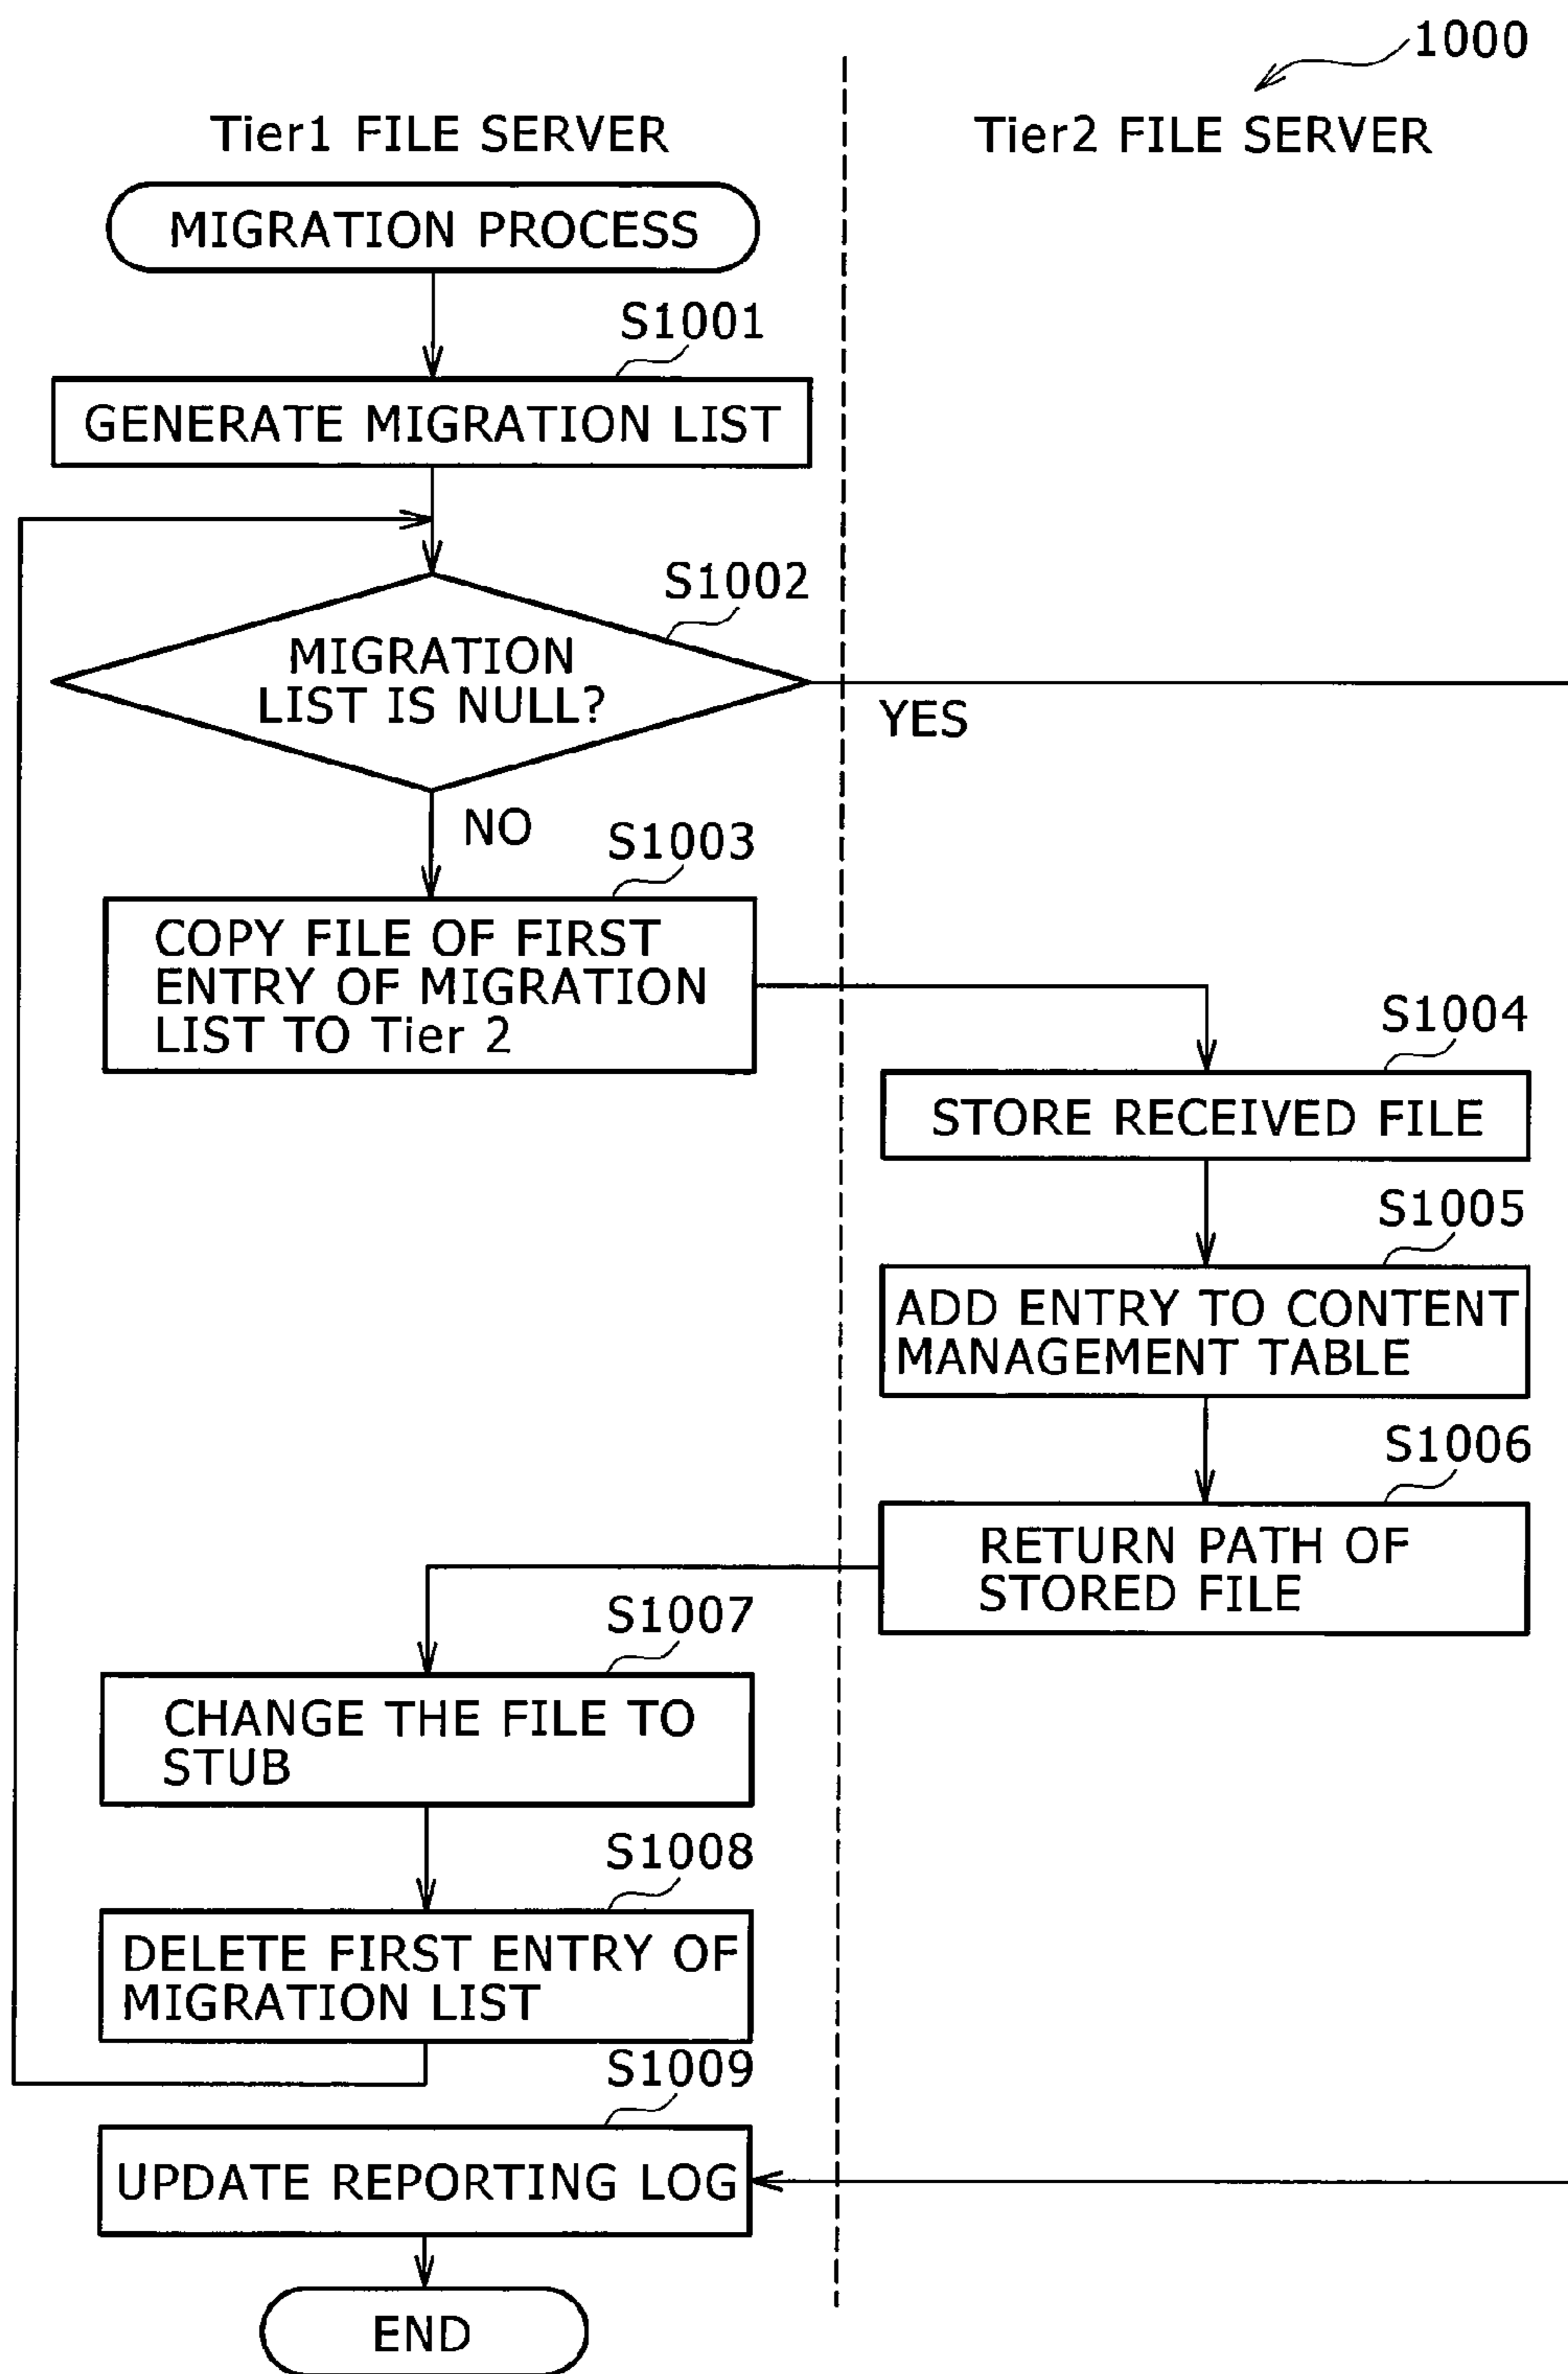 1000
Tier1 FILE SERVER
Tier2 FILE SERVER
MIGRATION PROCESS
S1001
GENERATE MIGRATION LIST
S1002
MIGRATION
LIST IS NULL?
YES
NO
S1003
COPY FILE OF FIRST
ENTRY OF MIGRATION
LIST TO Tier 2
S1004
STORE RECEIVED FILE
S1005
ADD ENTRY TO CONTENT
MANAGEMENT TABLE
S1006
RETURN PATH OF
STORED FILE
S1007
CHANGE THE FILE TO
STUB
S1008
DELETE FIRST ENTRY OF
MIGRATION LIST
S1009
UPDATE REPORTING LOG
END